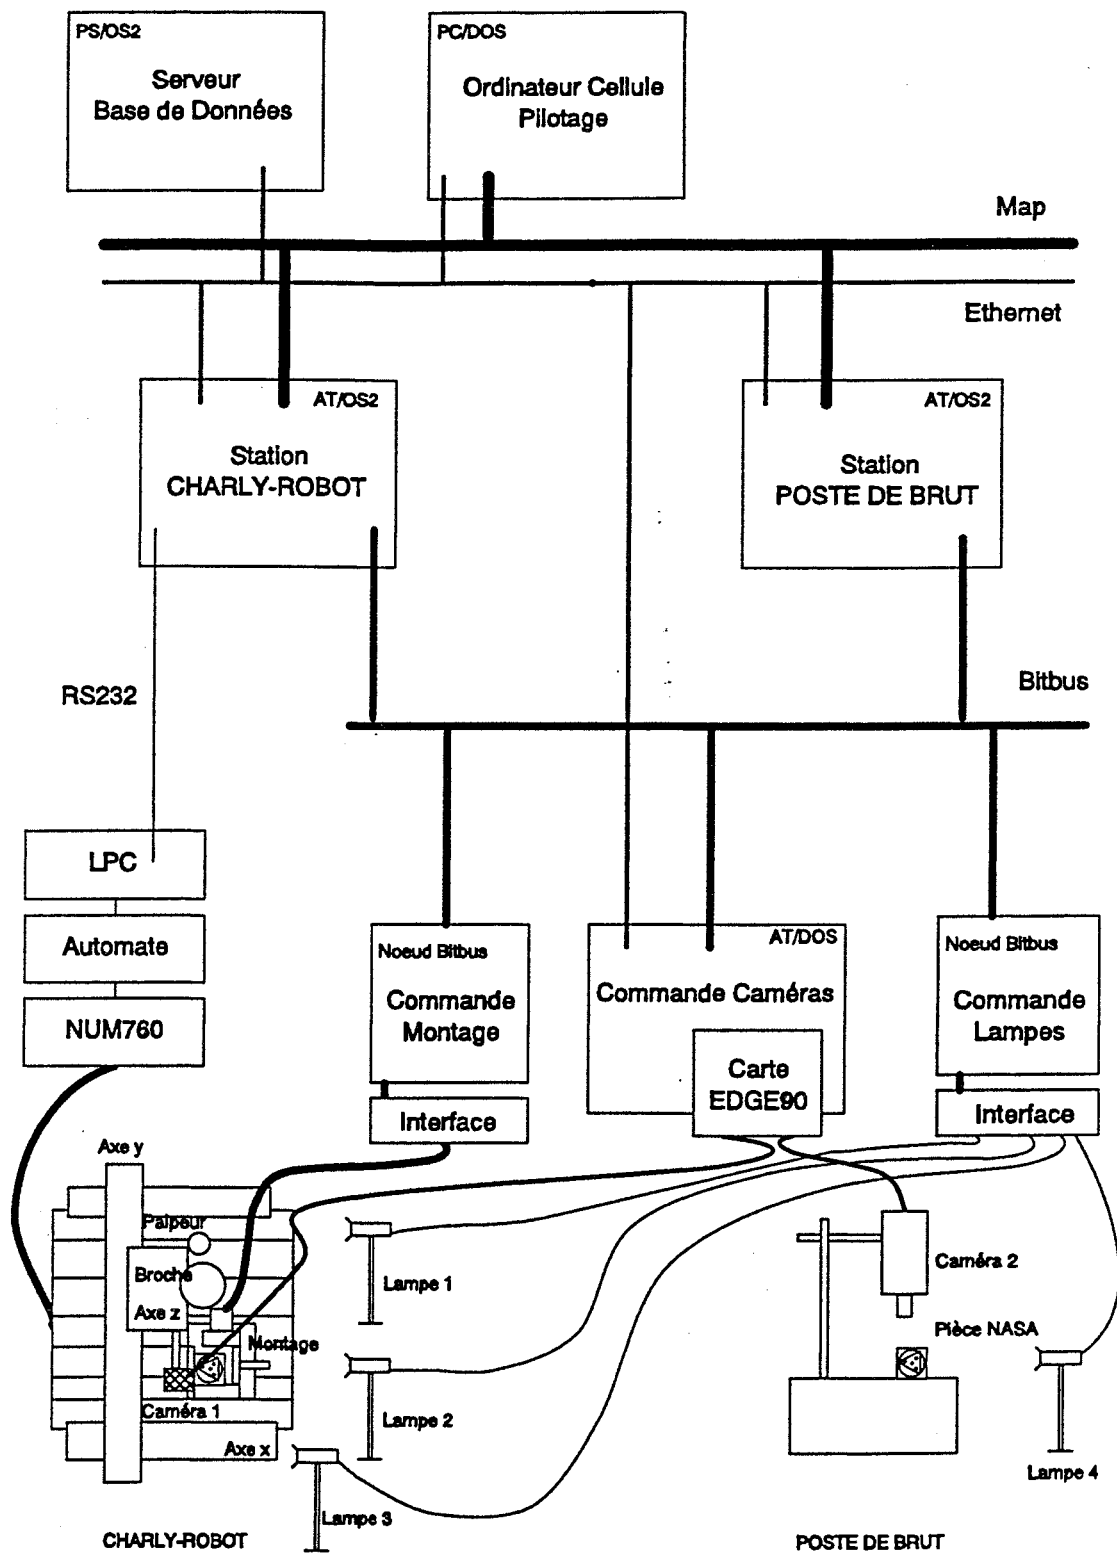 PS/OS2
Serveur
Base de Données
PC/DOS
Ordinateur Cellule
Pilotage
Map
Ethernet
AT/OS2
Station
CHARLY-ROBOT
AT/OS2
Station
POSTE DE BRUT
RS232
Bitbus
LPC
Automate
NUM760
Noeud Bitbus
Commande
Montage
Interface
AT/DOS
Commande Caméras
Carte
EDGE90
Noeud Bitbus
Commande
Lampes
Interface
Axe y
Palpeur
Broche
Axe z
Montage
Caméra 1
Axe x
Lampe 1
Lampe 2
Lampe 3
Caméra 2
Pièce NASA
Lampe 4
CHARLY-ROBOT
POSTE DE BRUT